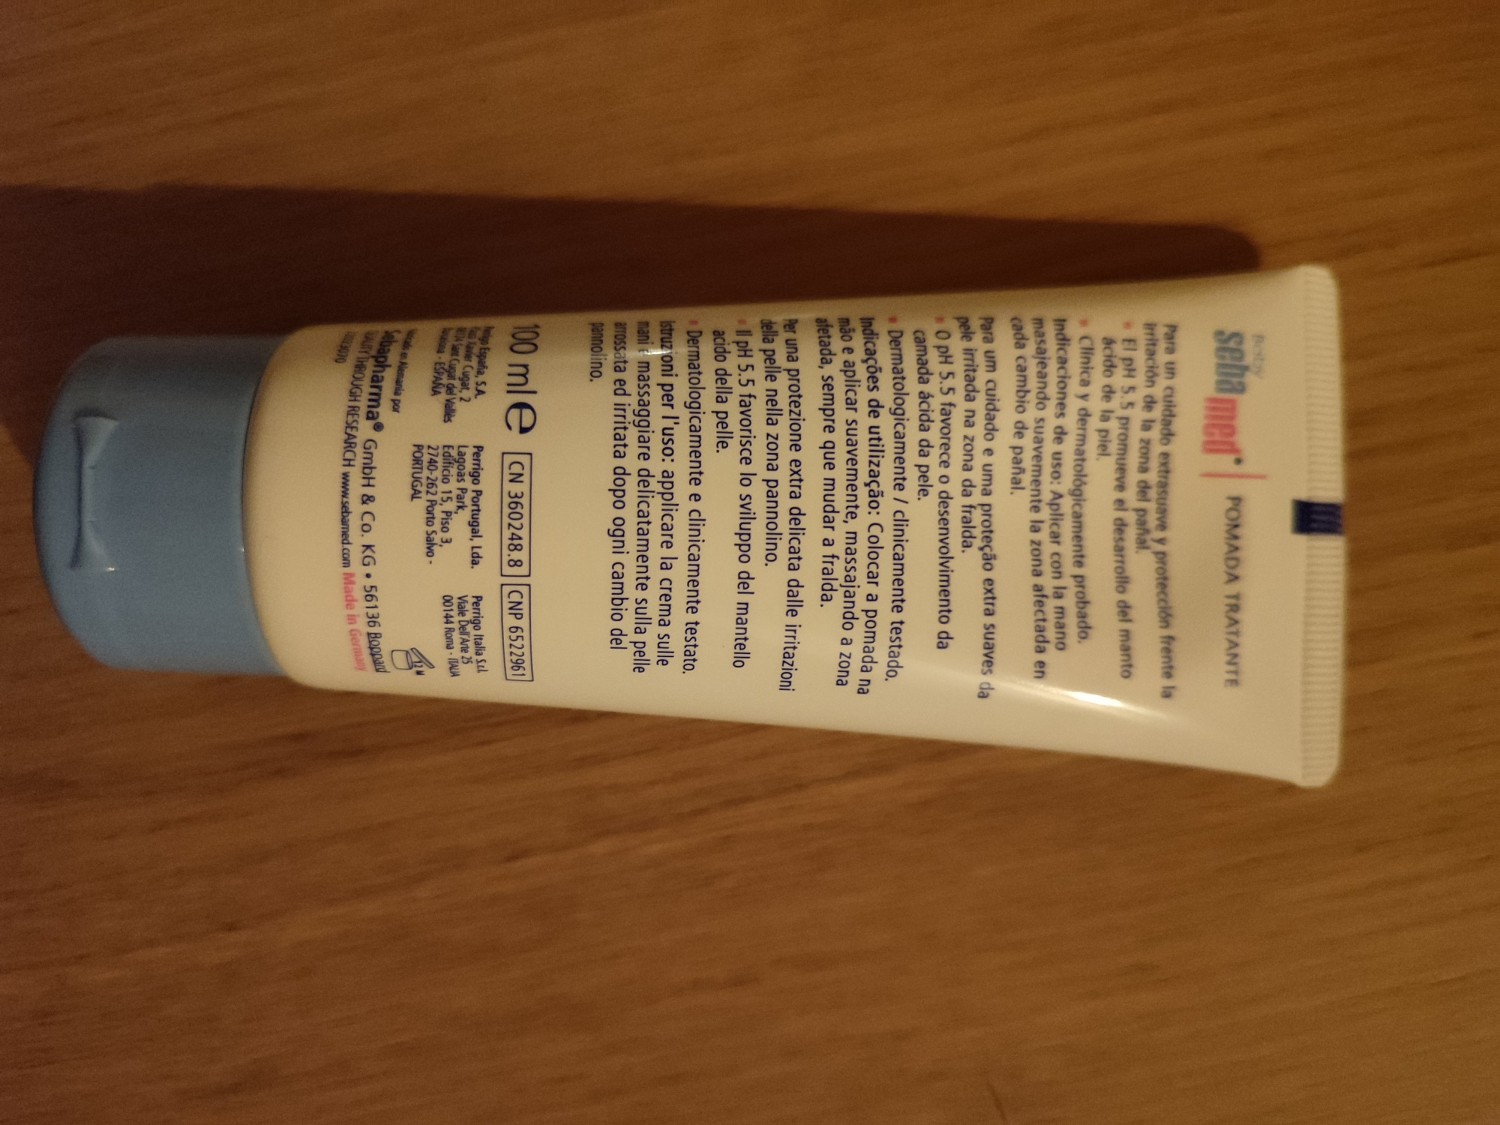 baby
sebamed® POMADA TRATANTE
Para un cuidado extrasuave y protección frente la
irritación de la zona del pañal.
• El pH 5.5 promueve el desarrollo del manto
ácido de la piel.
• Clínica y dermatológicamente probado.
Indicaciones de uso: Aplicar con la mano
masajeando suavemente la zona afectada en
cada cambio de pañal.
Para um cuidado e uma proteção extra suaves da
pele irritada na zona da fralda.
• O pH 5.5 favorece o desenvolvimento da
camada ácida da pele.
• Dermatologicamente / clinicamente testado.
Indicações de utilização: Colocar a pomada na
mão e aplicar suavemente, massajando a zona
afetada, sempre que mudar a fralda.
Per una protezione extra delicata dalle irritazioni
della pelle nella zona pannolino.
• Il pH 5.5 favorisce lo sviluppo del mantello
acido della pelle.
• Dermatologicamente e clinicamente testato.
Istruzioni per l'uso: applicare la crema sulle
mani e massaggiare delicatamente sulla pelle
arrossata ed irritata dopo ogni cambio del
pannolino.
100 ml e CN 360248.8 CNP 6522961
Perrigo España, S.A.
2
Sant Cugat del Vallès
- ESPAÑA
Perrigo Portugal, Lda.
Lagoas Park,
Edifício 15, Piso 3,
2740-262 Porto Salvo -
PORTUGAL
Perrigo Italia S.r.l.
Viale Dell'Arte 25
00144 Roma - ITALIA
en Alemania por
Sebapharma® GmbH & Co. KG • 56136 Boppard
THROUGH RESEARCH www.sebamed.com Made in Germany
12 M